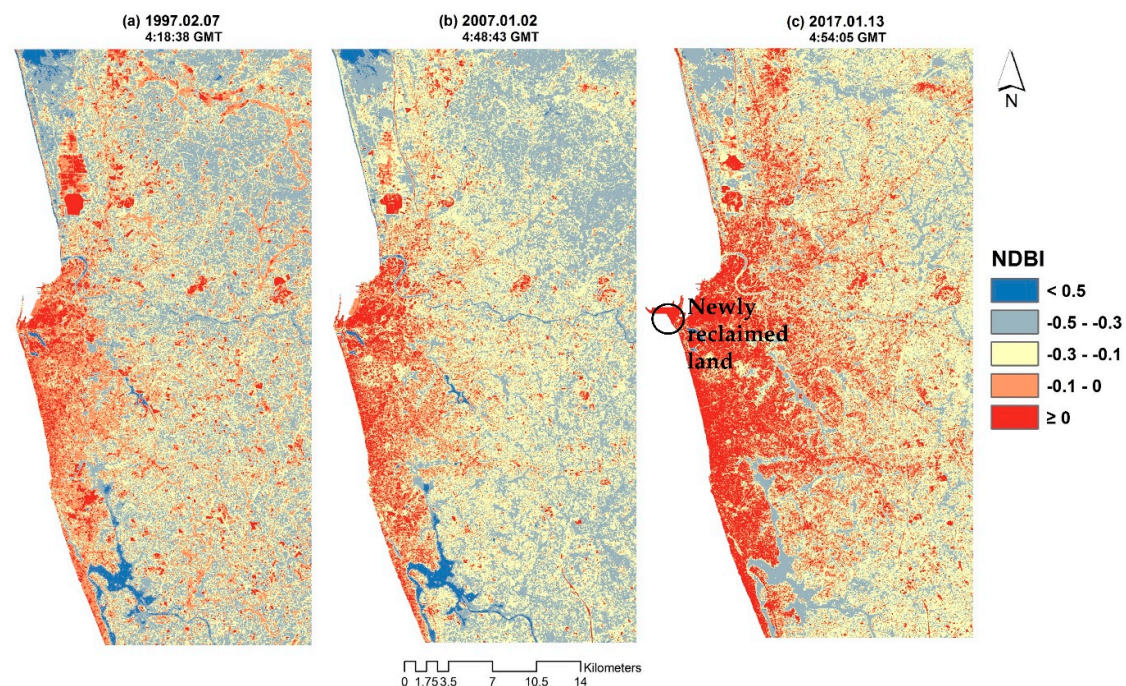 (a) 1997.02.07
4:18:38 GMT
(b) 2007.01.02
4:48:43 GMT
(c) 2017.01.13
4:54:05 GMT
N
NDBI
< 0.5
-0.5 - -0.3
-0.3 - -0.1
-0.1 - 0
≥ 0
Newly
reclaimed
land
Kilometers
0 1.75 3.5 7 10.5 14